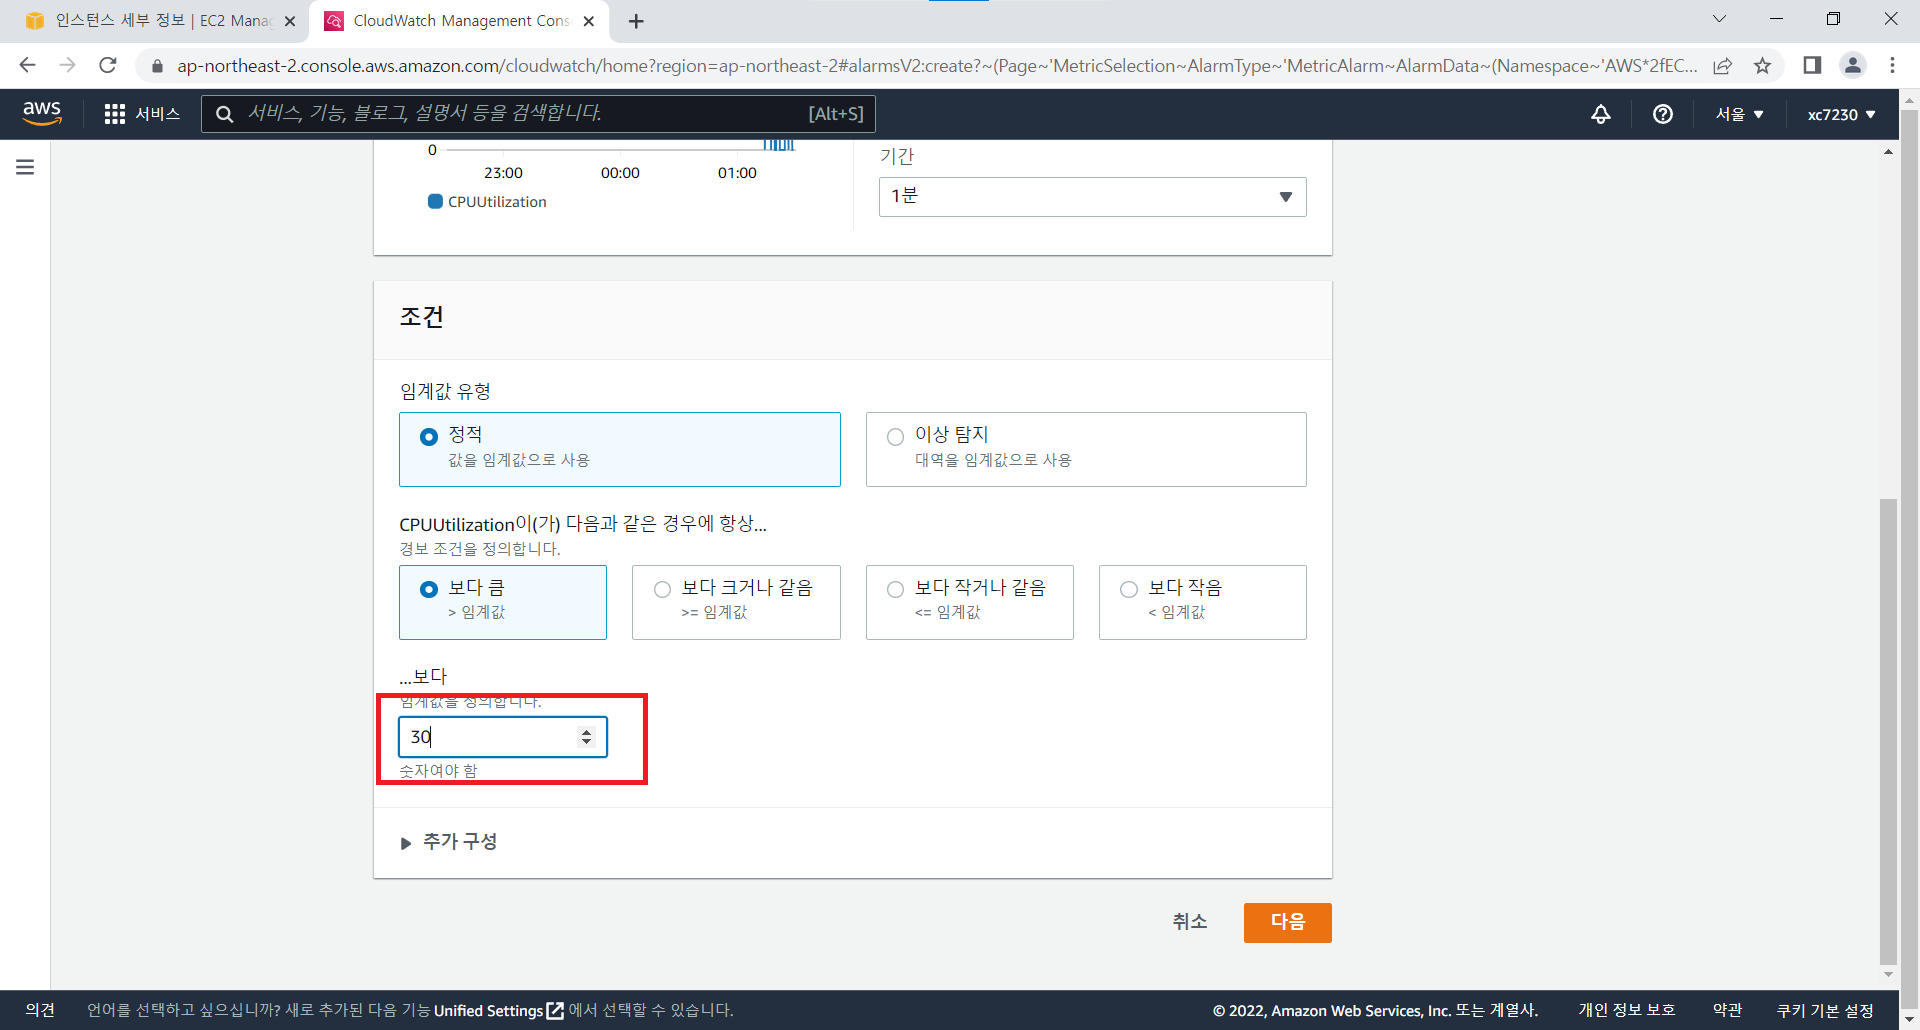 인스턴스 세부 정보 | EC2 Mana
CloudWatch Management Cons
ap-northeast-2.console.aws.amazon.com/cloudwatch/home?region=ap-northeast-2#alarmsV2:create?~(Page~'MetricSelection~AlarmType~'MetricAlarm~AlarmData~(Namespace~'AWS*2fEC...
aws
서비스
서비스, 기능, 블로그, 설명서 등을 검색합니다.
[Alt+S]
서울
xc7230
0
23:00 00:00 01:00
CPUUtilization
기간
1분
조건
임계값 유형
정적
값을 임계값으로 사용
이상 탐지
대역을 임계값으로 사용
CPUUtilization이(가) 다음과 같은 경우에 항상...
경보 조건을 정의합니다.
보다 큼
> 임계값
보다 크거나 같음
>= 임계값
보다 작거나 같음
<= 임계값
보다 작음
< 임계값
...보다
임계값을 정의합니다.
30
숫자여야 함
추가 구성
취소
다음
의견
언어를 선택하고 싶으십니까? 새로 추가된 다음 기능 Unified Settings 에서 선택할 수 있습니다.
© 2022, Amazon Web Services, Inc. 또는 계열사.
개인 정보 보호
약관
쿠키 기본 설정